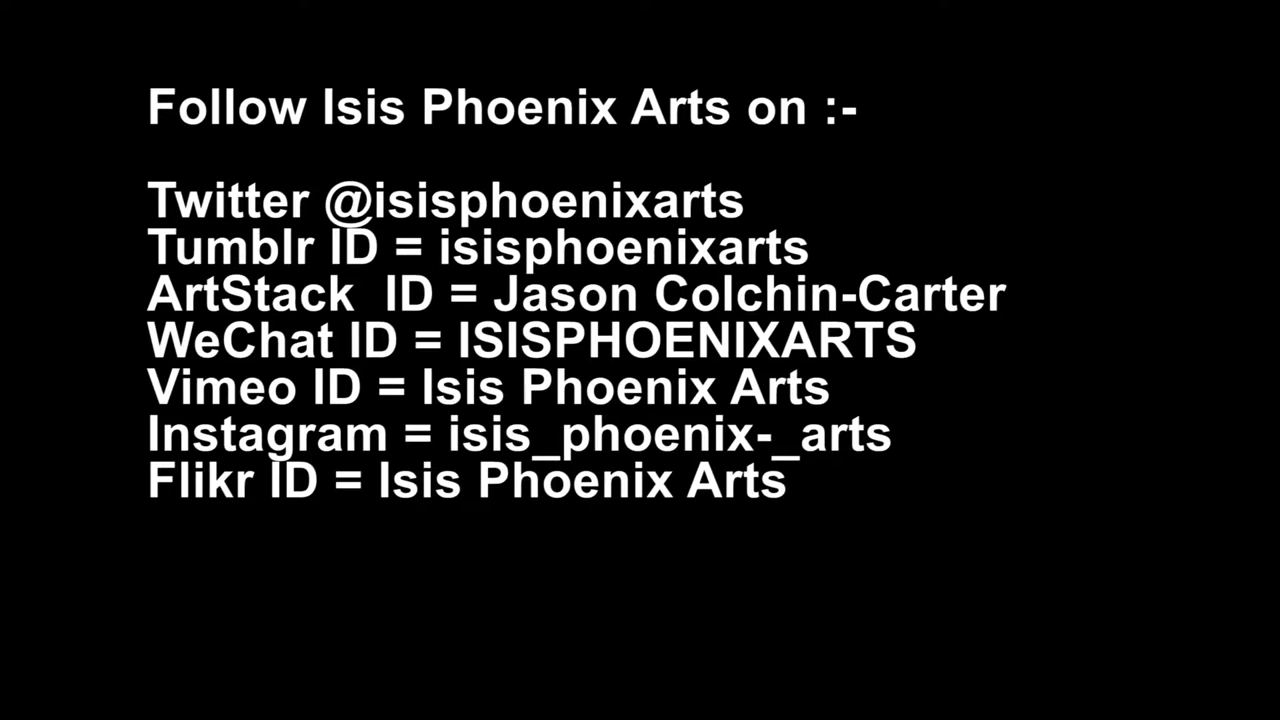 Follow Isis Phoenix Arts on :-
Twitter @isisphoenixarts
Tumblr ID = isisphoenixarts
ArtStack  ID = Jason Colchin-Carter
WeChat ID = ISISPHOENIXARTS
Vimeo ID = Isis Phoenix Arts
Instagram = isis_phoenix-_arts
Flikr ID = Isis Phoenix Arts